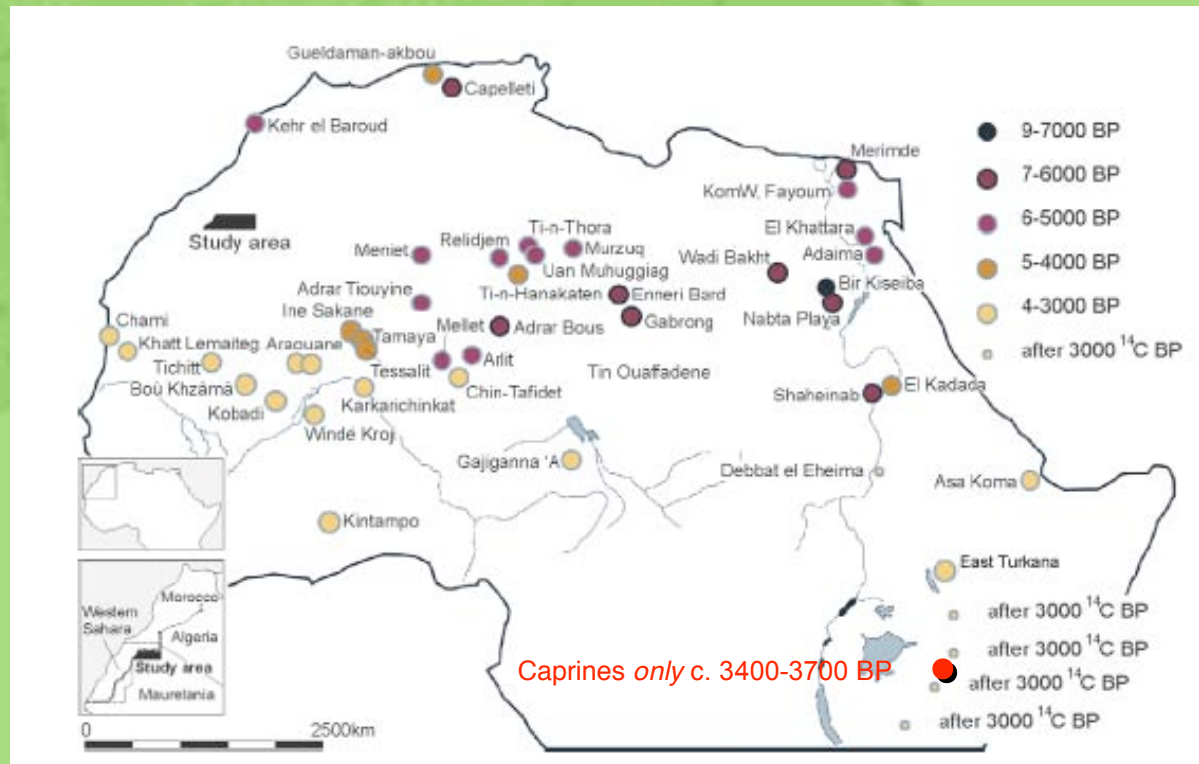 Gueldaman-akbou
Capelleti
Kehr el Baroud
9-7000 BP
Merimde
7-6000 BP
KomW, Fayoum
6-5000 BP
Ti-n-Thora
El Khattara
Study area
Relidjem
Murzuq
Meniet
Wadi Bakht
Adaima
5-4000 BP
Uan Muhuggiag
Bir Kiseiba
Adrar Tiouyine
Ti-n-Hanakaten
Enneri Bard
4-3000 BP
Ine Sakane
Chami
Mellet
Adrar Bous
Gabrong
Nabta Playa
Tamaya
Khatt Lemaiteg
Araouane
after 3000 14C BP
Tichitt
Arlit
Tessalit
Tin Ouaffadene
Boù Khzâmâ
Chin-Tafidet
El Kadada
Shaheinab
Kobadi
Karkarichinkat
Windé Kroji
Gajiganna 'A
Debbat el Eheima
Asa Koma
Kintampo
East Turkana
Morocco
Western
Sahara
after 3000 14C BP
Algeria
Study area
after 3000 14C BP
Caprines only c. 3400-3700 BP
after 3000 14C BP
Mauretania
after 3000 14C BP
0
2500km